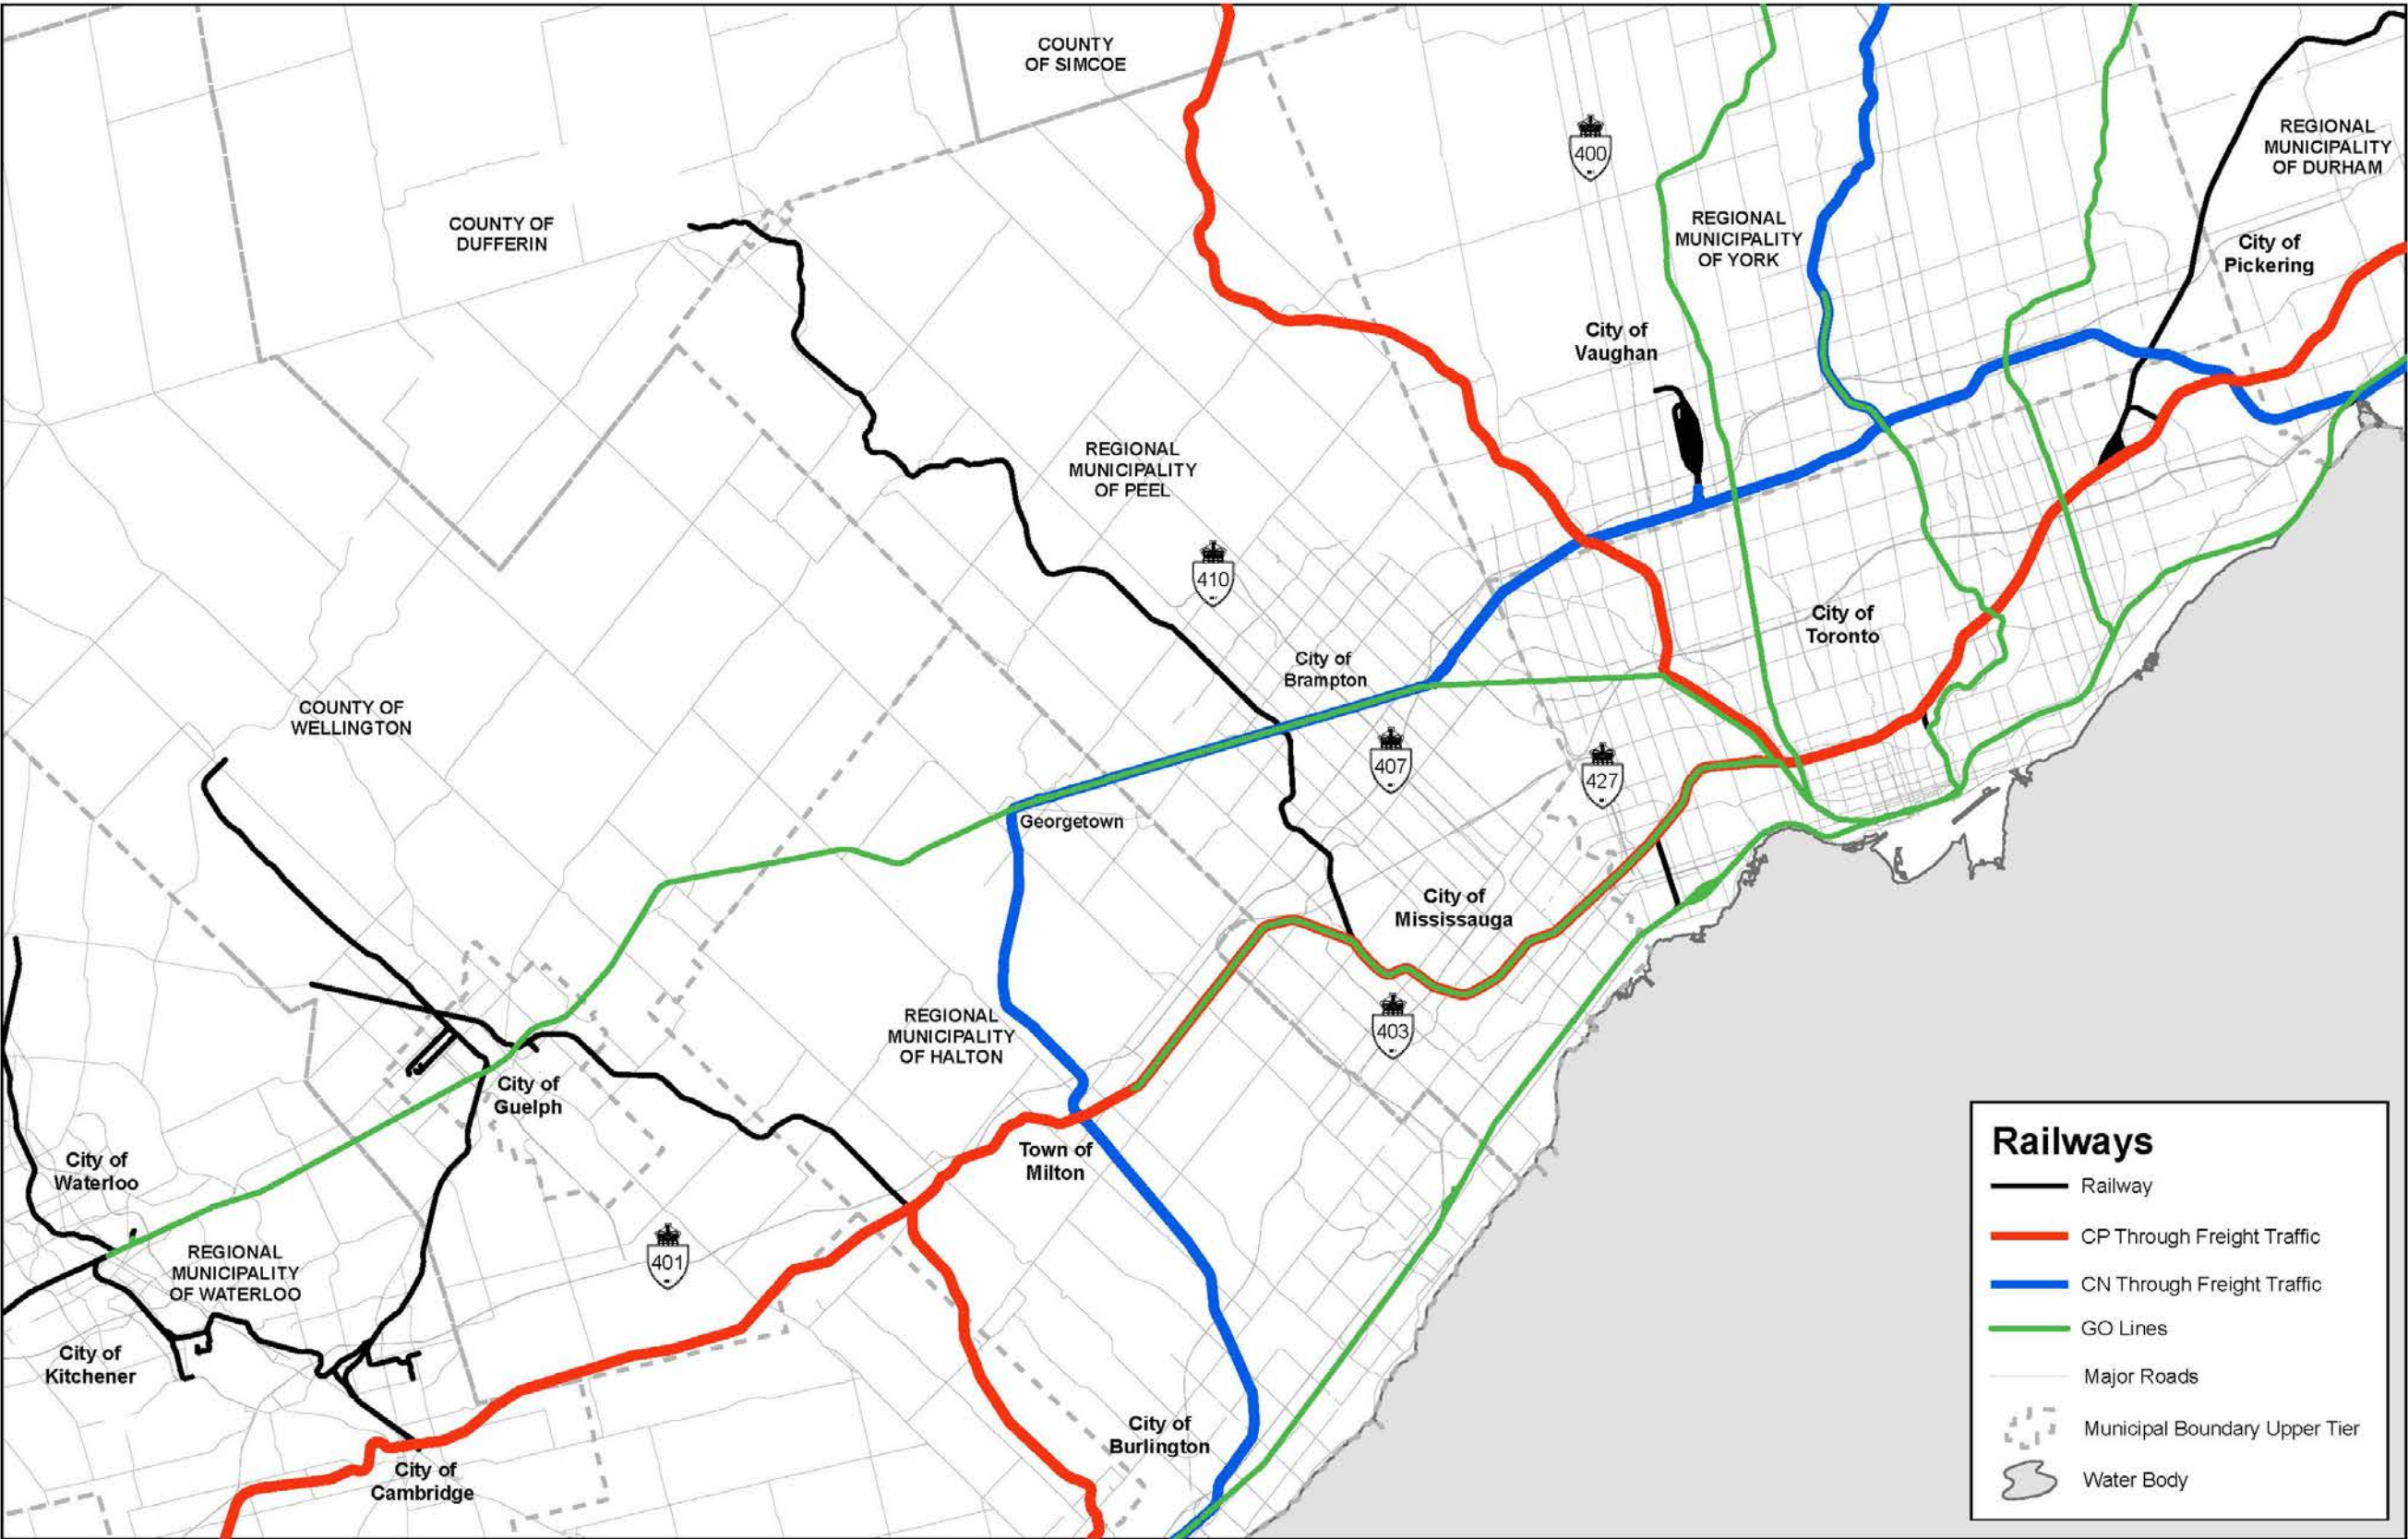 COUNTY
OF SIMCOE
400
REGIONAL
MUNICIPALITY
OF DURHAM
COUNTY OF
DUFFERIN
REGIONAL
MUNICIPALITY
OF YORK
City of
Pickering
City of
Vaughan
REGIONAL
MUNICIPALITY
OF PEEL
410
City of
Toronto
City of
Brampton
COUNTY OF
WELLINGTON
407
427
Georgetown
City of
Mississauga
REGIONAL
MUNICIPALITY
OF HALTON
403
City of
Guelph
Town of
Milton
City of
Waterloo
REGIONAL
MUNICIPALITY
OF WATERLOO
401
City of
Kitchener
City of
Burlington
City of
Cambridge
Railways
Railway
CP Through Freight Traffic
CN Through Freight Traffic
GO Lines
Major Roads
Municipal Boundary Upper Tier
Water Body